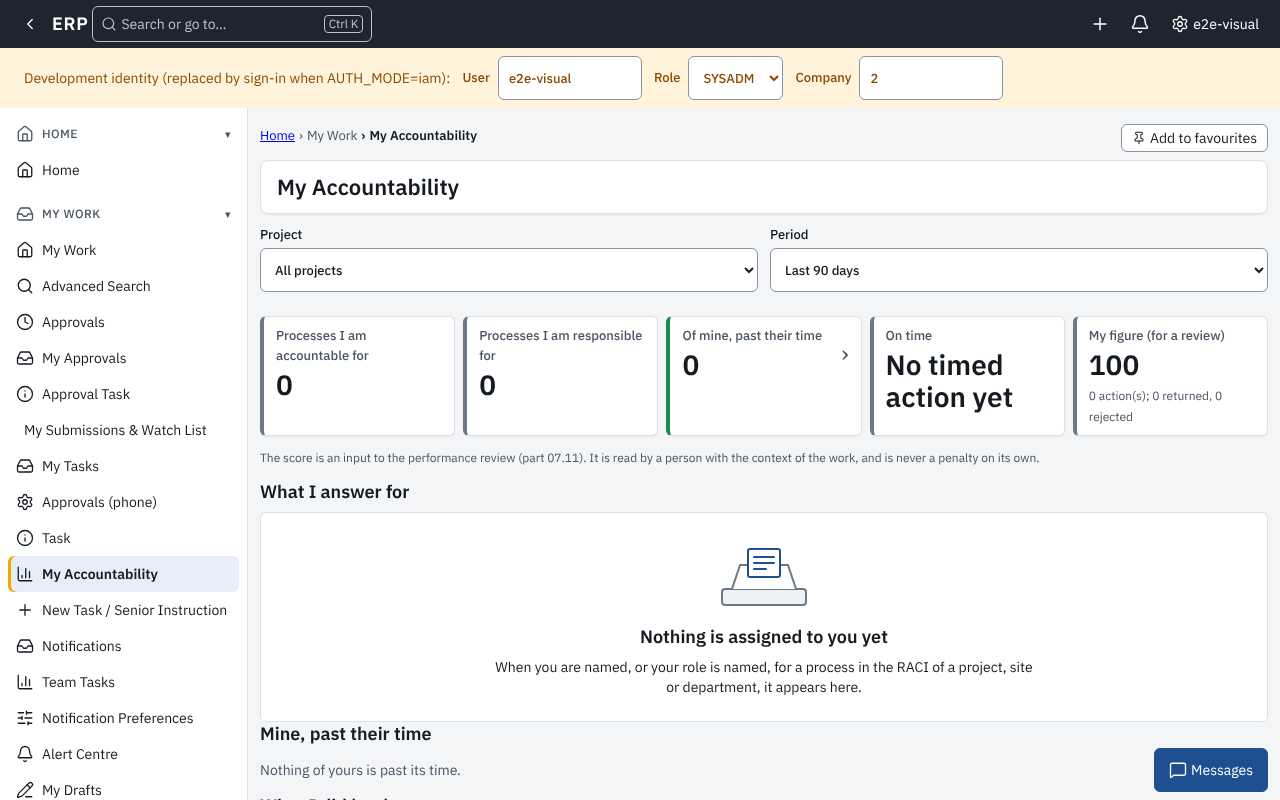 ERP
Search or go to...
Ctrl K
e2e-visual
Development identity (replaced by sign-in when AUTH_MODE=iam):
User
e2e-visual
Role
SYSADM
Company
2
HOME
Home
MY WORK
My Work
Advanced Search
Approvals
My Approvals
Approval Task
My Submissions & Watch List
My Tasks
Approvals (phone)
Task
My Accountability
New Task / Senior Instruction
Notifications
Team Tasks
Notification Preferences
Alert Centre
My Drafts
Home › My Work › My Accountability
Add to favourites
My Accountability
Project
All projects
Period
Last 90 days
Processes I am
accountable for
0
Processes I am responsible
for
0
Of mine, past their time
0
On time
No timed
action yet
My figure (for a review)
100
0 action(s); 0 returned, 0
rejected
The score is an input to the performance review (part 07.11). It is read by a person with the context of the work, and is never a penalty on its own.
What I answer for
Nothing is assigned to you yet
When you are named, or your role is named, for a process in the RACI of a project, site
or department, it appears here.
Mine, past their time
Nothing of yours is past its time.
Messages